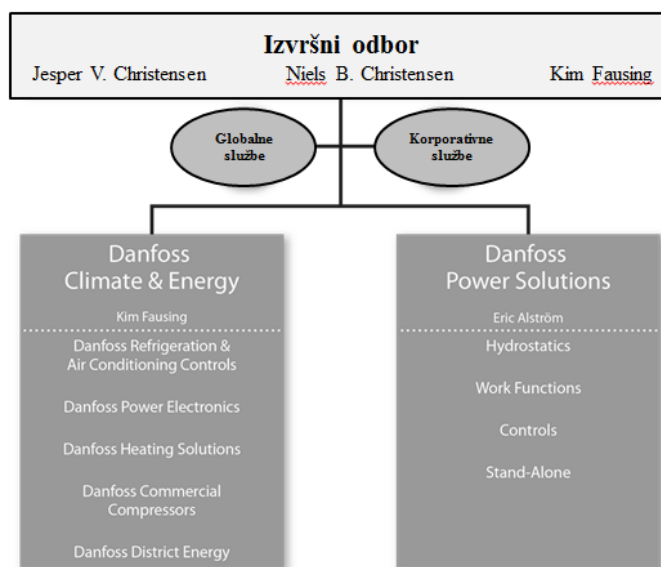 Izvršni odbor
Jesper V. Christensen Niels B. Christensen Kim Fausing
Globalne
službe
Korporativne
službe
Danfoss
Climate & Energy
Kim Fausing
Danfoss Refrigeration &
Air Conditioning Controls
Danfoss Power Electronics
Danfoss Heating Solutions
Danfoss Commercial
Compressors
Danfoss District Energy
Danfoss
Power Solutions
Eric Alström
Hydrostatics
Work Functions
Controls
Stand-Alone